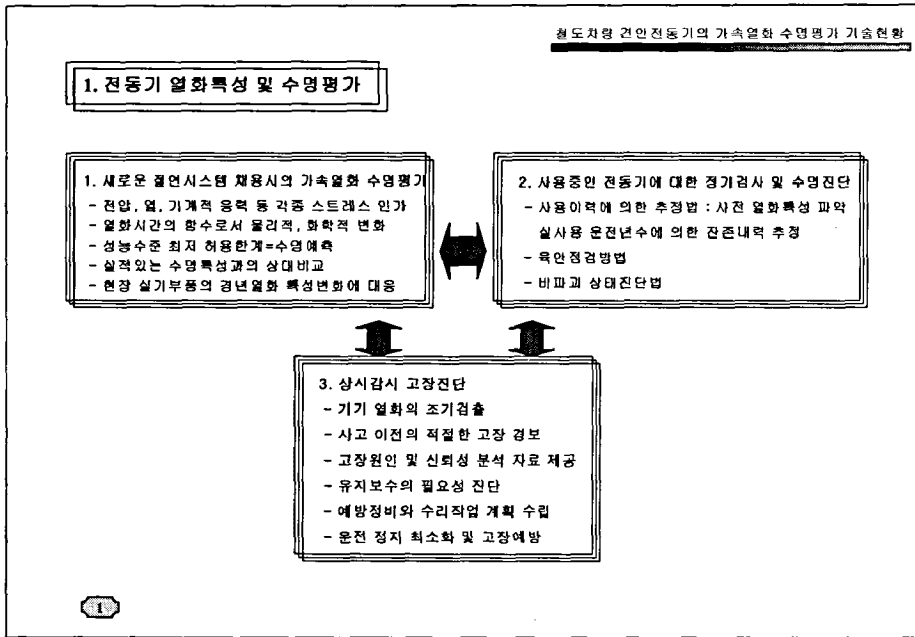 철도차량 견인전동기의 가속열화 수명평가 기술현황
1. 전동기 열화특성 및 수명평가
1. 새로운 절연시스템 채용시의 가속열화 수명평가
- 전압, 열, 기계적 응력 등 각종 스트레스 인가
- 열화시간의 함수로서 물리적, 화학적 변화
- 성능수준 최저 허용한계=수명예측
- 실적있는 수명특성과의 상대비교
- 현장 실기부품의 경년열화 특성변화에 대응
2. 사용중인 전동기에 대한 정기검사 및 수명진단
- 사용이력에 의한 추정법 : 사전 열화특성 파악
실사용 운전년수에 의한 잔존내력 추정
- 육안점검방법
- 비파괴 상태진단법
3. 상시감시 고장진단
- 기기 열화의 조기검출
- 사고 이전의 적절한 고장 경보
- 고장원인 및 신뢰성 분석 자료 제공
- 유지보수의 필요성 진단
- 예방정비와 수리작업 계획 수립
- 운전 정지 최소화 및 고장예방
1